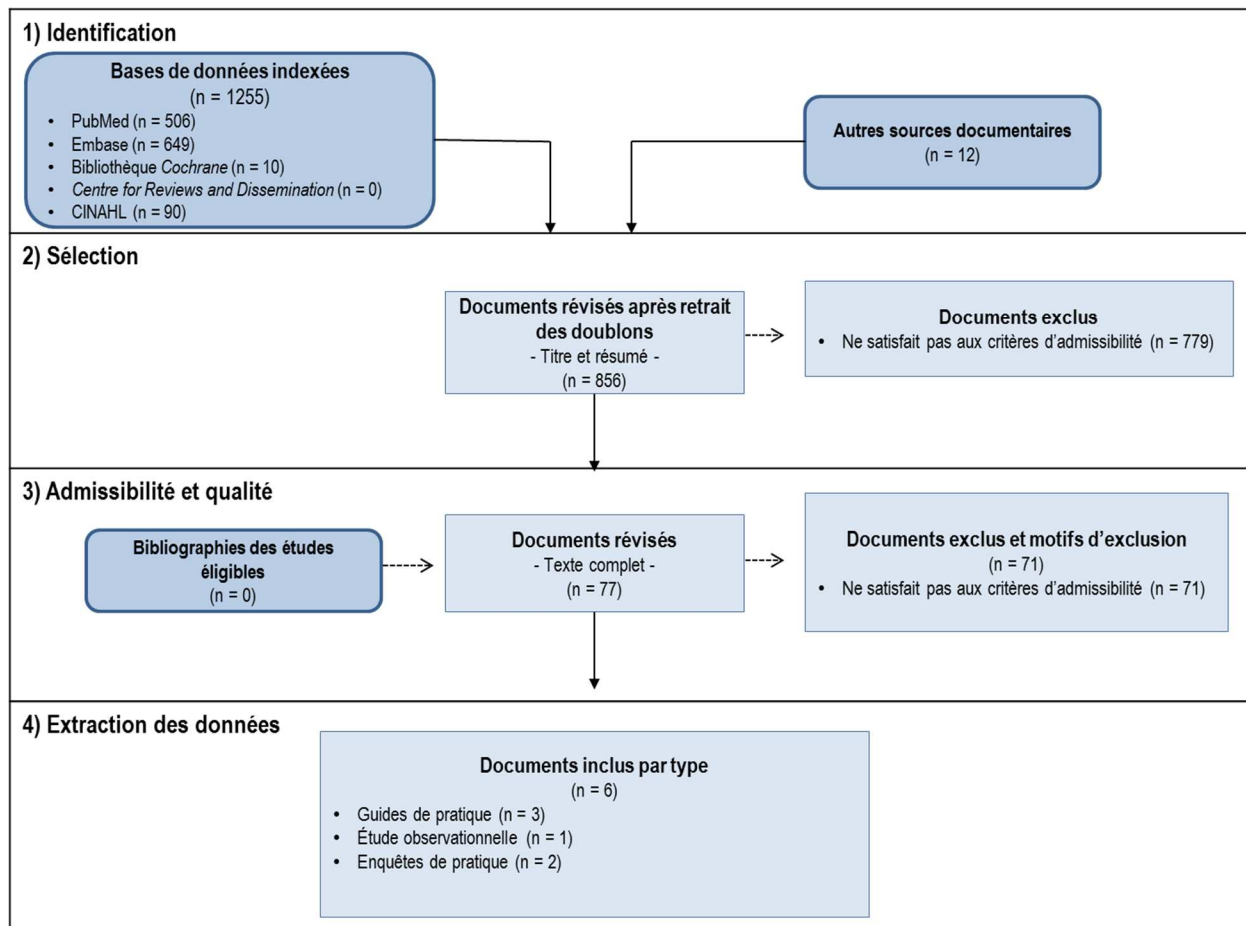 1) Identification
Bases de données indexées
(n = 1255)
• PubMed (n = 506)
• Embase (n = 649)
• Bibliothèque Cochrane (n = 10)
• Centre for Reviews and Dissemination (n = 0)
• CINAHL (n = 90)
Autres sources documentaires
(n = 12)
2) Sélection
Documents révisés après retrait
des doublons
- Titre et résumé -
(n = 856)
Documents exclus
• Ne satisfait pas aux critères d’admissibilité (n = 779)
3) Admissibilité et qualité
Bibliographies des études
éligibles
(n = 0)
Documents révisés
- Texte complet -
(n = 77)
Documents exclus et motifs d’exclusion
(n = 71)
• Ne satisfait pas aux critères d’admissibilité (n = 71)
4) Extraction des données
Documents inclus par type
(n = 6)
• Guides de pratique (n = 3)
• Étude observationnelle (n = 1)
• Enquêtes de pratique (n = 2)